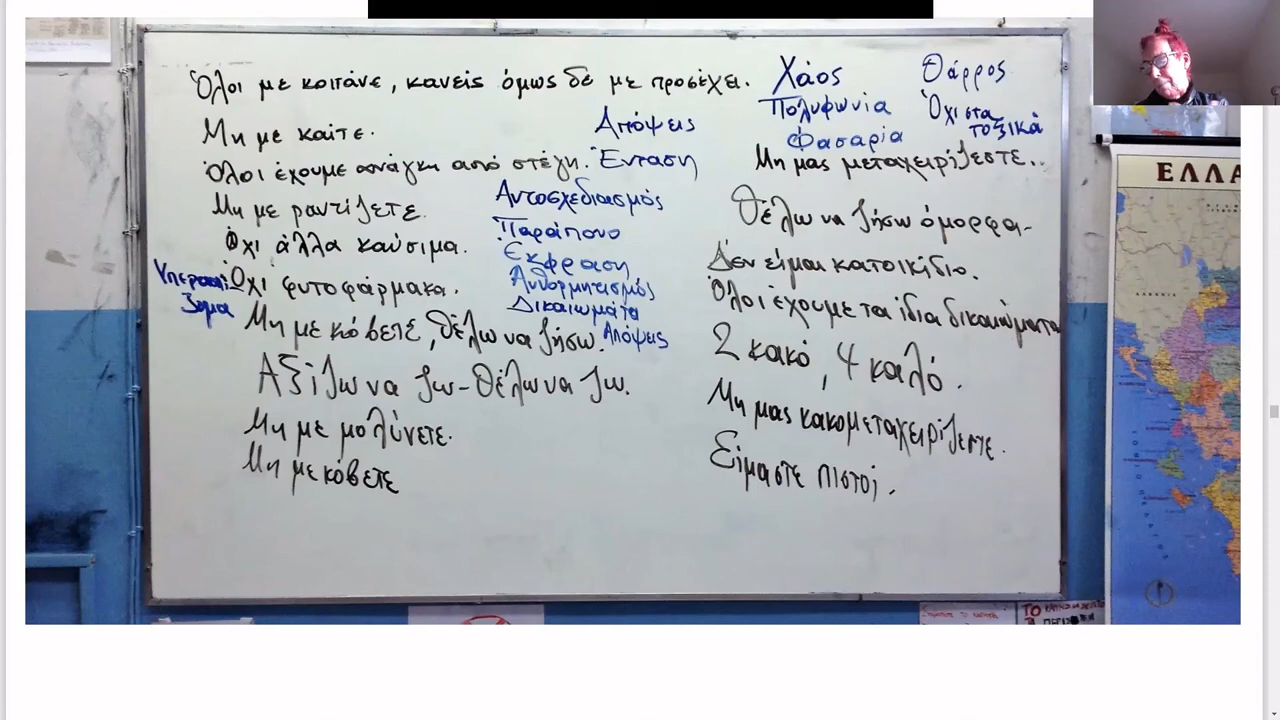 Όλοι με κοιτάνε, κανείς όμως δε με προσέχει.
Μη με καίτε.
Όλοι έχουμε ανάγκη από στέγη.
Μη με ραντίζετε.
Όχι άλλα καύσιμα.
Όχι φυτοφάρμακα.
Μη με κόβετε, θέλω να ζήσω.
Αξίζω να ζω - Θέλω να ζω.
Μη με μολύνετε.
Μη με κόβετε
Απόψεις
Ένταση
Αυτοσχεδιασμός
Παράπονο
Έκφραση
Αυθορμητισμός
Δικαιώματα
Απόψεις
Χάος
Πολυφωνία
Φασαρία
Θάρρος
Όχι στα
τοξικά
Μη μας μεταχειρίζεστε..
Θέλω να ζήσω όμορφα-
Δεν είμαι κατοικίδιο.
Όλοι έχουμε τα ίδια δικαιώματα
2 κακό, 4 καλό.
Μη μας κακομεταχειρίζεστε.
Είμαστε πιστοί.
ΕΛΛΑ
ΤΟ